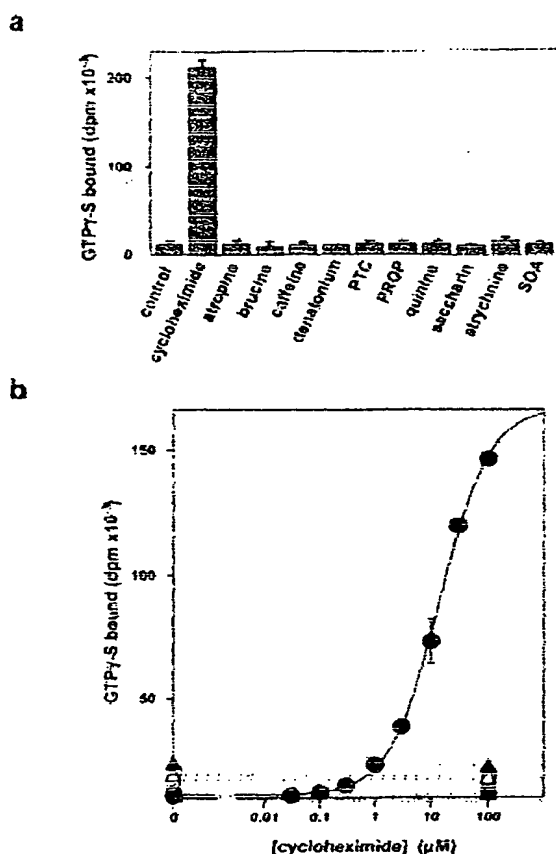 a
GTPγ-S bound (dpm x10⁻³)
200
100
0
control
cycloheximide
atropine
brucine
caffeine
denatonium
PTC
PROP
quinine
saccharin
strychnine
SOA
b
GTPγ-S bound (dpm x10⁻³)
150
100
50
0
0.01
0.1
1
10
100
[cycloheximide] (µM)